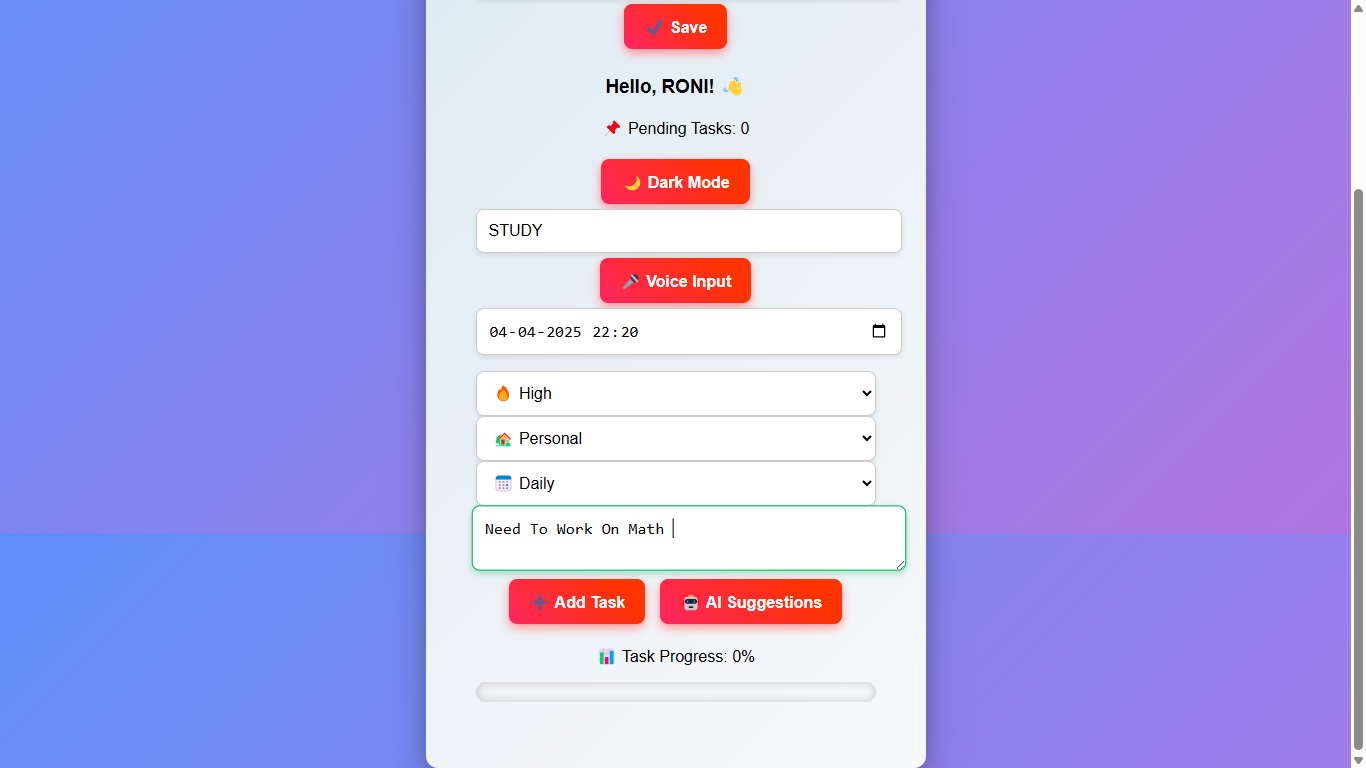 Save
Hello, RONI!
Pending Tasks: 0
Dark Mode
STUDY
Voice Input
04-04-2025 22:20
High
Personal
Daily
Need To Work On Math
Add Task AI Suggestions
Task Progress: 0%